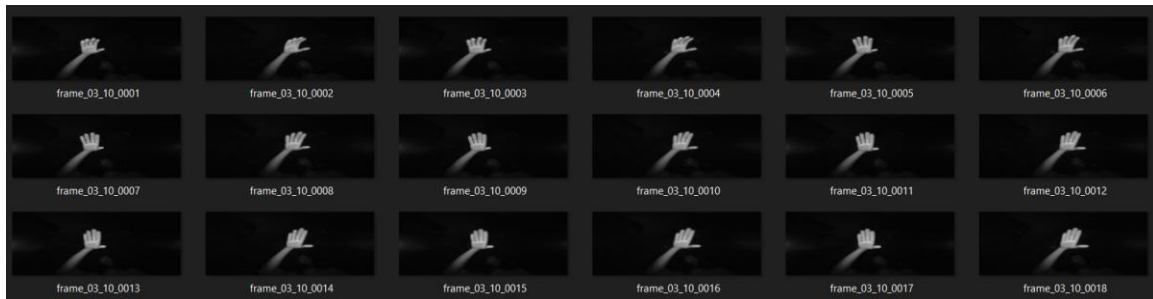 frame_03_10_0001 frame_03_10_0002 frame_03_10_0003 frame_03_10_0004 frame_03_10_0005 frame_03_10_0006
frame_03_10_0007 frame_03_10_0008 frame_03_10_0009 frame_03_10_0010 frame_03_10_0011 frame_03_10_0012
frame_03_10_0013 frame_03_10_0014 frame_03_10_0015 frame_03_10_0016 frame_03_10_0017 frame_03_10_0018